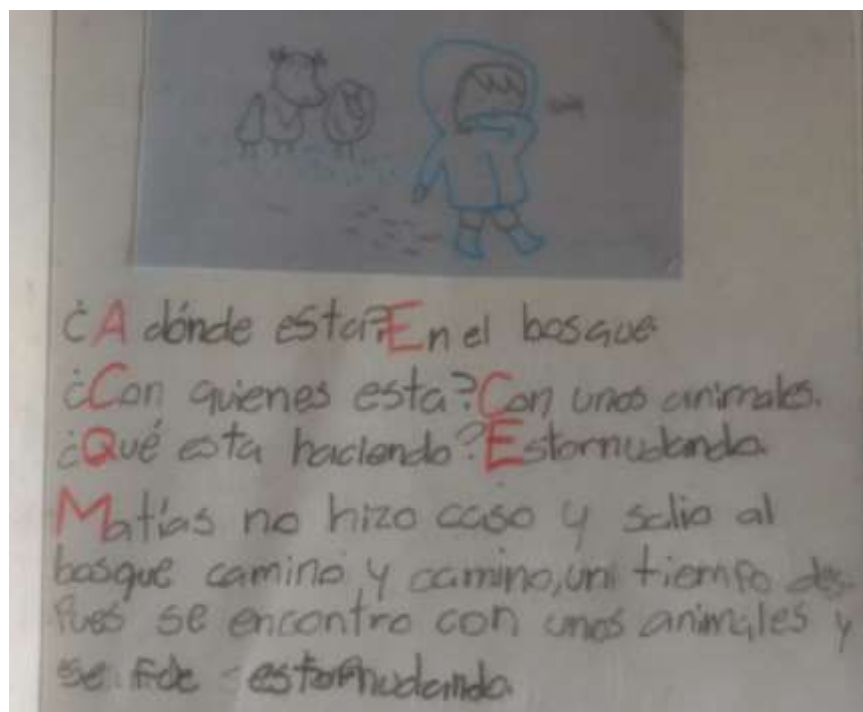 ¿A dónde esta? En el bosque
¿Con quienes esta? Con unos animales.
¿Qué esta haciendo? Estornudando.
Matías no hizo caso y salio al
bosque camino y camino, un tiempo des-
pues se encontro con unos animales y
se fue estornudando.